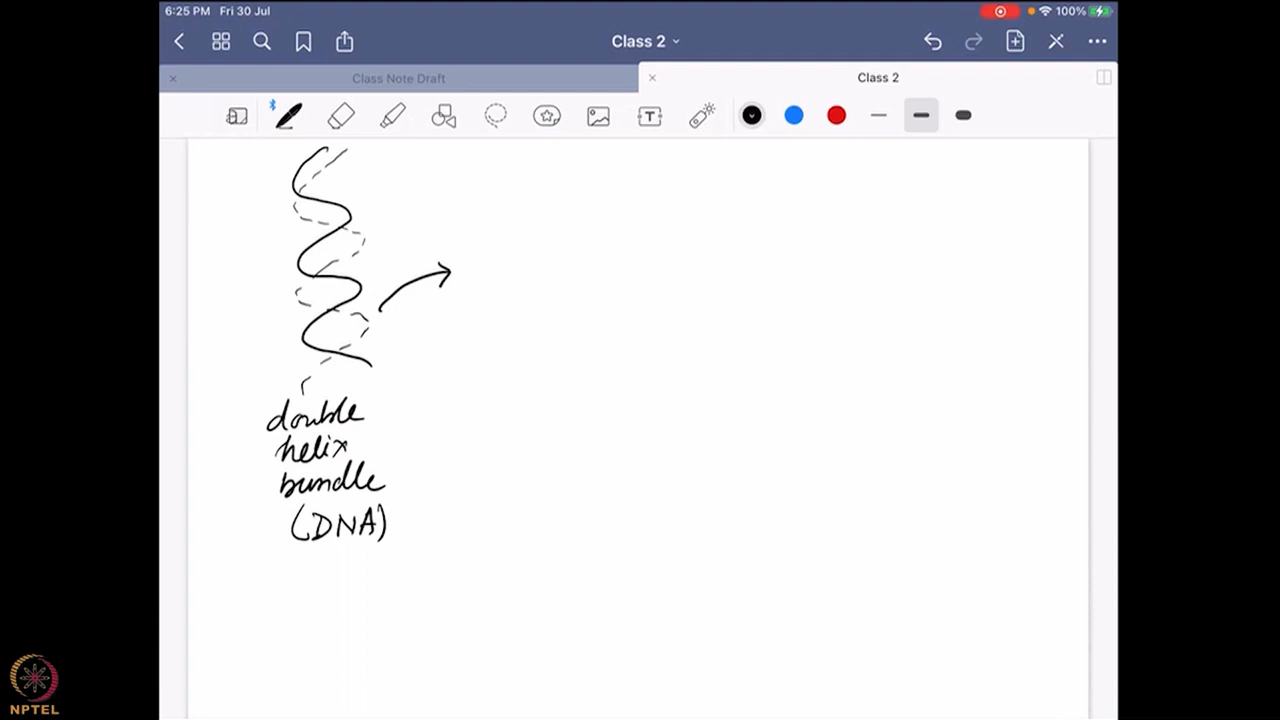 6:25 PM Fri 30 Jul
100%
Class 2
Class Note Draft
Class 2
T
double
helix
bundle
(DNA)
NPTEL